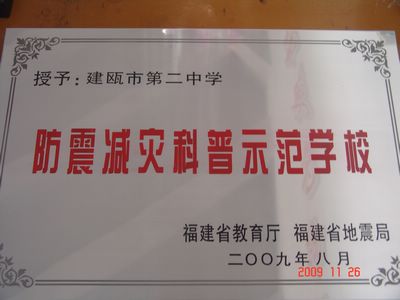 授予：建瓯市第二中学
防震减灾科普示范学校
福建省教育厅 福建省地震局
二〇〇九年八月
2009 11 26